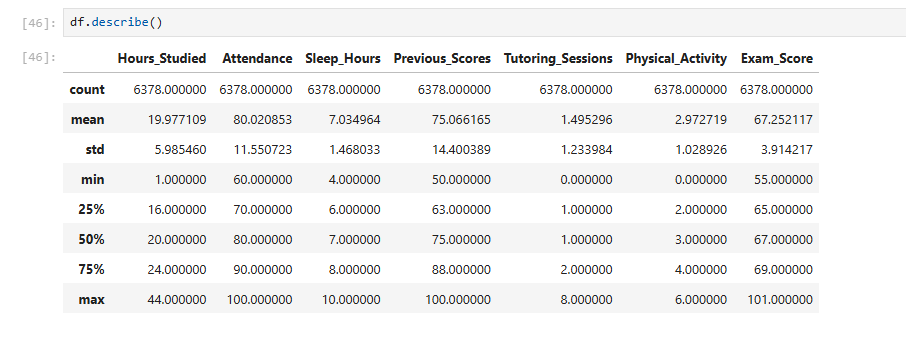 [46]: df.describe()
[46]:
Hours_Studied Attendance Sleep_Hours Previous_Scores Tutoring_Sessions Physical_Activity Exam_Score
count 6378.000000 6378.000000 6378.000000 6378.000000 6378.000000 6378.000000 6378.000000
mean 19.977109 80.020853 7.034964 75.066165 1.495296 2.972719 67.252117
std 5.985460 11.550723 1.468033 14.400389 1.233984 1.028926 3.914217
min 1.000000 60.000000 4.000000 50.000000 0.000000 0.000000 55.000000
25% 16.000000 70.000000 6.000000 63.000000 1.000000 2.000000 65.000000
50% 20.000000 80.000000 7.000000 75.000000 1.000000 3.000000 67.000000
75% 24.000000 90.000000 8.000000 88.000000 2.000000 4.000000 69.000000
max 44.000000 100.000000 10.000000 100.000000 8.000000 6.000000 101.000000